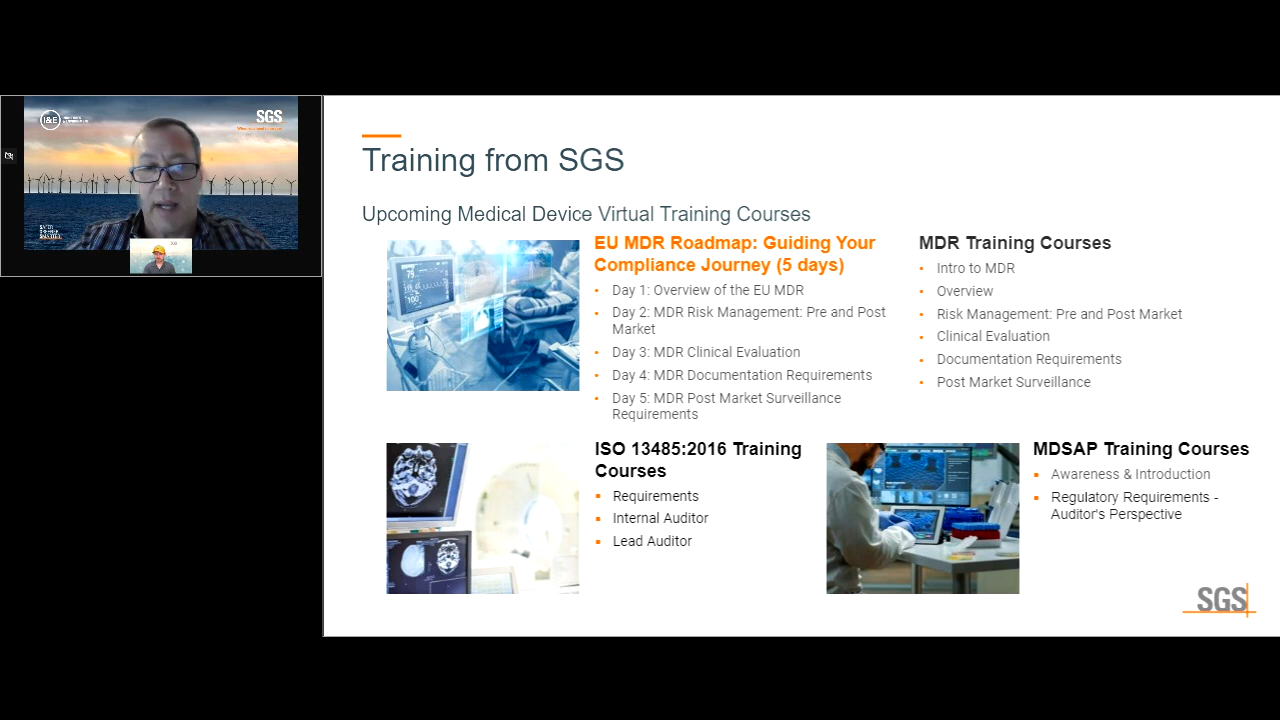 I&E
SGS
Training from SGS
Upcoming Medical Device Virtual Training Courses
EU MDR Roadmap: Guiding Your
Compliance Journey (5 days)
Day 1: Overview of the EU MDR
Day 2: MDR Risk Management: Pre and Post
Market
Day 3: MDR Clinical Evaluation
Day 4: MDR Documentation Requirements
Day 5: MDR Post Market Surveillance
Requirements
MDR Training Courses
Intro to MDR
Overview
Risk Management: Pre and Post Market
Clinical Evaluation
Documentation Requirements
Post Market Surveillance
ISO 13485:2016 Training
Courses
Requirements
Internal Auditor
Lead Auditor
MDSAP Training Courses
Awareness & Introduction
Regulatory Requirements -
Auditor's Perspective
SGS